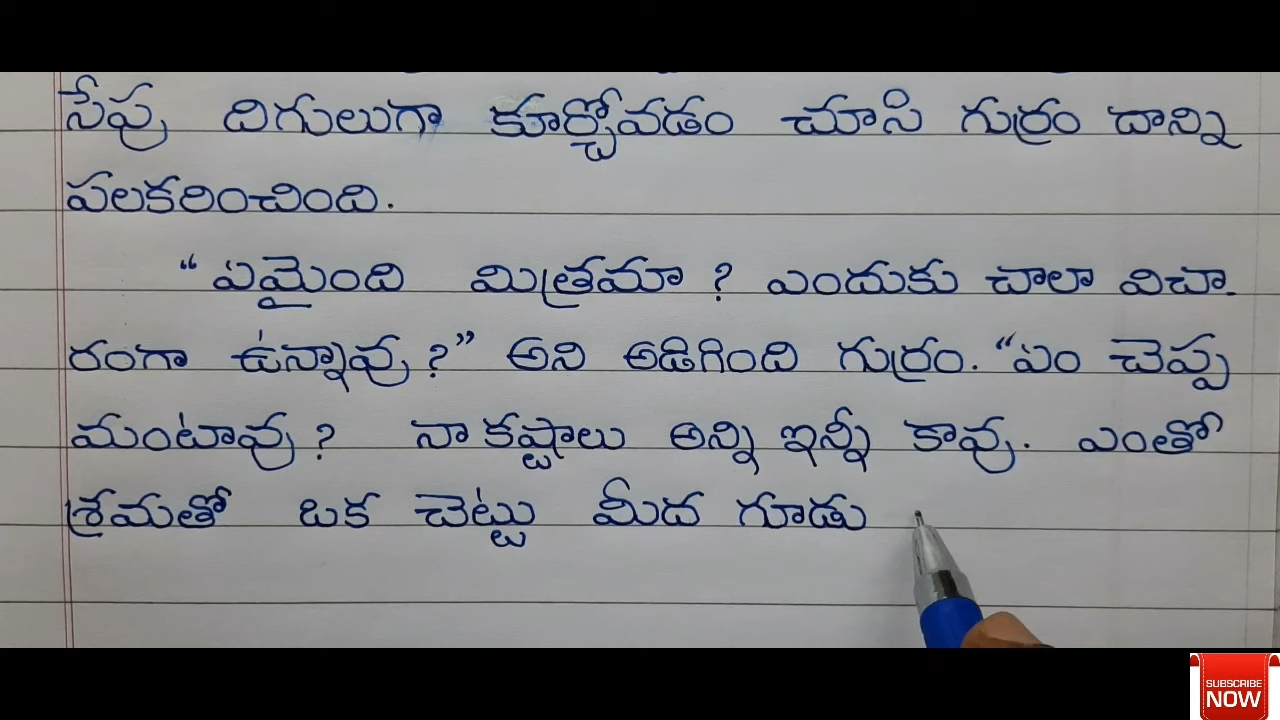 సేపు దిగులుగా కూర్చోవడం చూసి గుర్రం దాన్ని
పలకరించింది.
“ఏమైంది మిత్రమా? ఎందుకు చాలా విచా-
రంగా ఉన్నావు?” అని అడిగింది గుర్రం. “ఏం చెప్ప
మంటావు? నా కష్టాలు అన్ని ఇన్నీ కావు. ఎంతో
శ్రమతో ఒక చెట్టు మీద గూడు
SUBSCRIBE
NOW